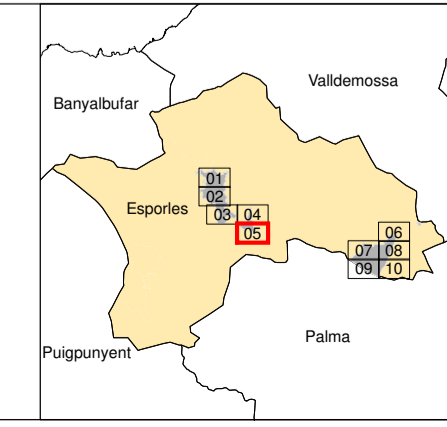 Valldemossa
Banyalbufar
01
02
Esporles
03 04
05
06
07 08
09 10
Palma
Puigpunyent